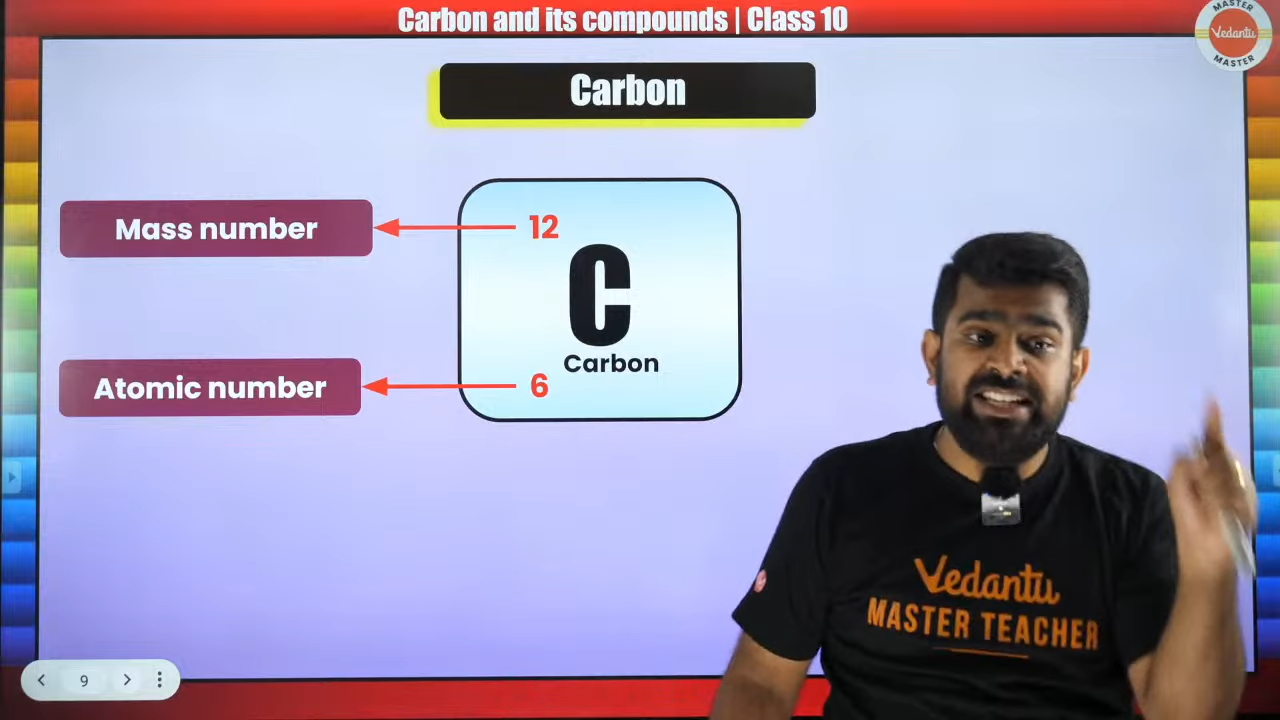 Carbon and its compounds | Class 10
MASTER
Vedantu
MASTER
Carbon
Mass number
12
C
Carbon
Atomic number
6
Vedantu
MASTER TEACHER
9